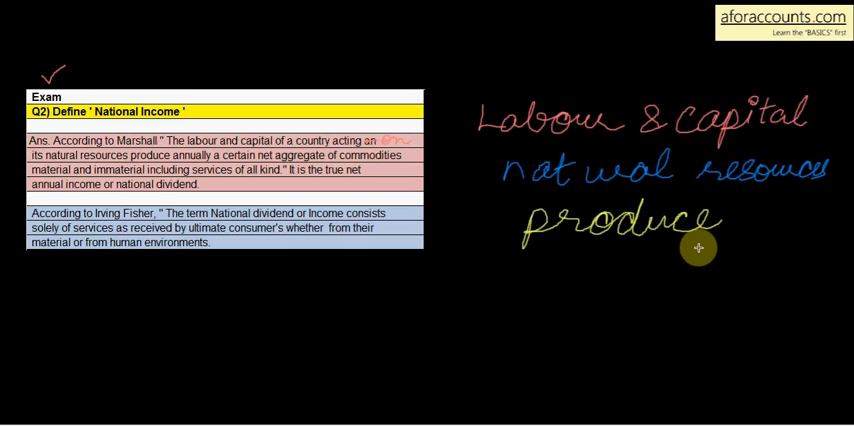 aforaccounts.com
Learn the "BASICS" first
Exam
Q2) Define ' National Income '
Ans. According to Marshall " The labour and capital of a country acting an on
its natural resources produce annually a certain net aggregate of commodities
material and immaterial including services of all kind." It is the true net
annual income or national dividend.
According to Irving Fisher, " The term National dividend or Income consists
solely of services as received by ultimate consumer's whether from their
material or from human environments.
Labour & Capital
natural resources
produce